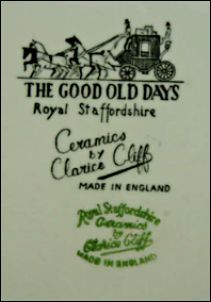 THE GOOD OLD DAYS
Royal Staffordshire
Ceramics
BY
Clarice Cliff
MADE IN ENGLAND
Royal Staffordshire
Ceramics
by
Clarice Cliff
MADE IN ENGLAND